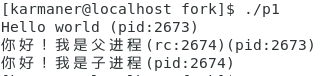 [karmaner@localhost fork]$ ./p1
Hello world (pid:2673)
你好！我是父进程(rc:2674)(pid:2673)
你好！我是子进程(pid:2674)